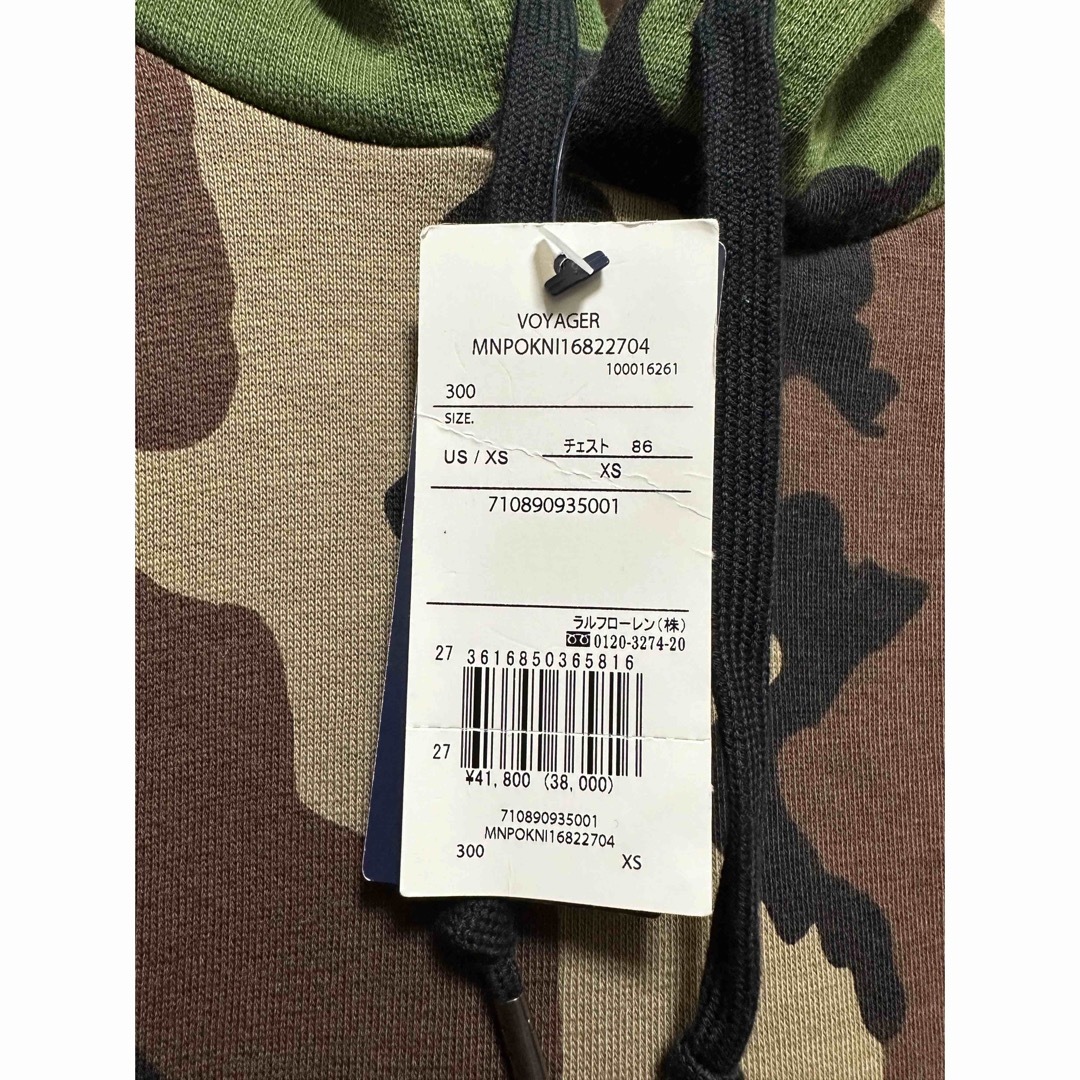 VOYAGER
MNPOKNI16822704
100016261
300
SIZE.
US / XS
チェスト 86
XS
710890935001
ラルフローレン(株)
0120-3274-20
27 3616850365816
27
¥41,800 (38,000)
710890935001
MNPOKNI16822704
300 XS